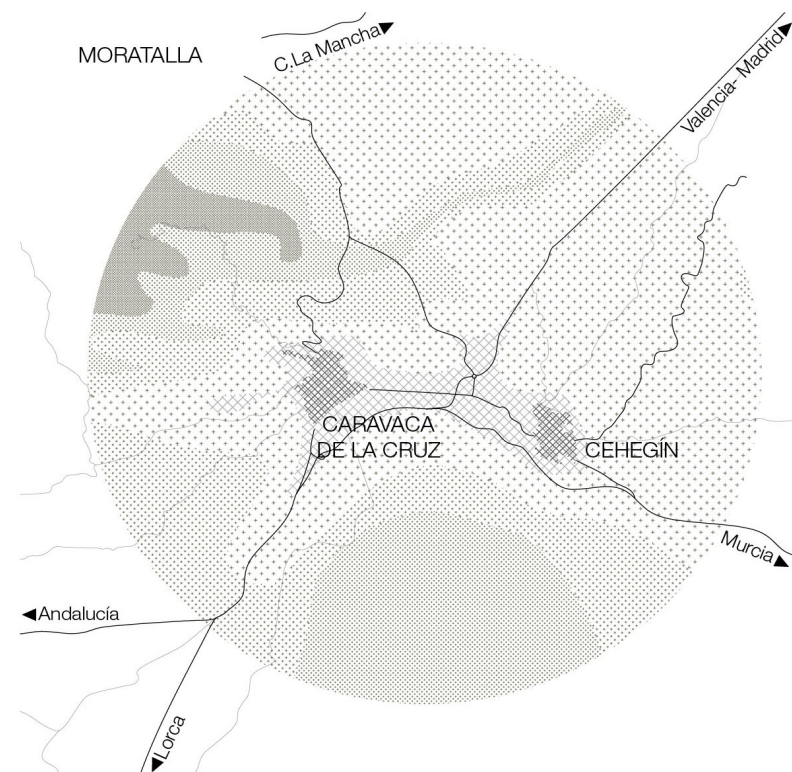 MORATALLA
C.La Mancha
Valencia- Madrid
CARAVACA
DE LA CRUZ
CEHEGÍN
Murcia
Andalucía
Lorca